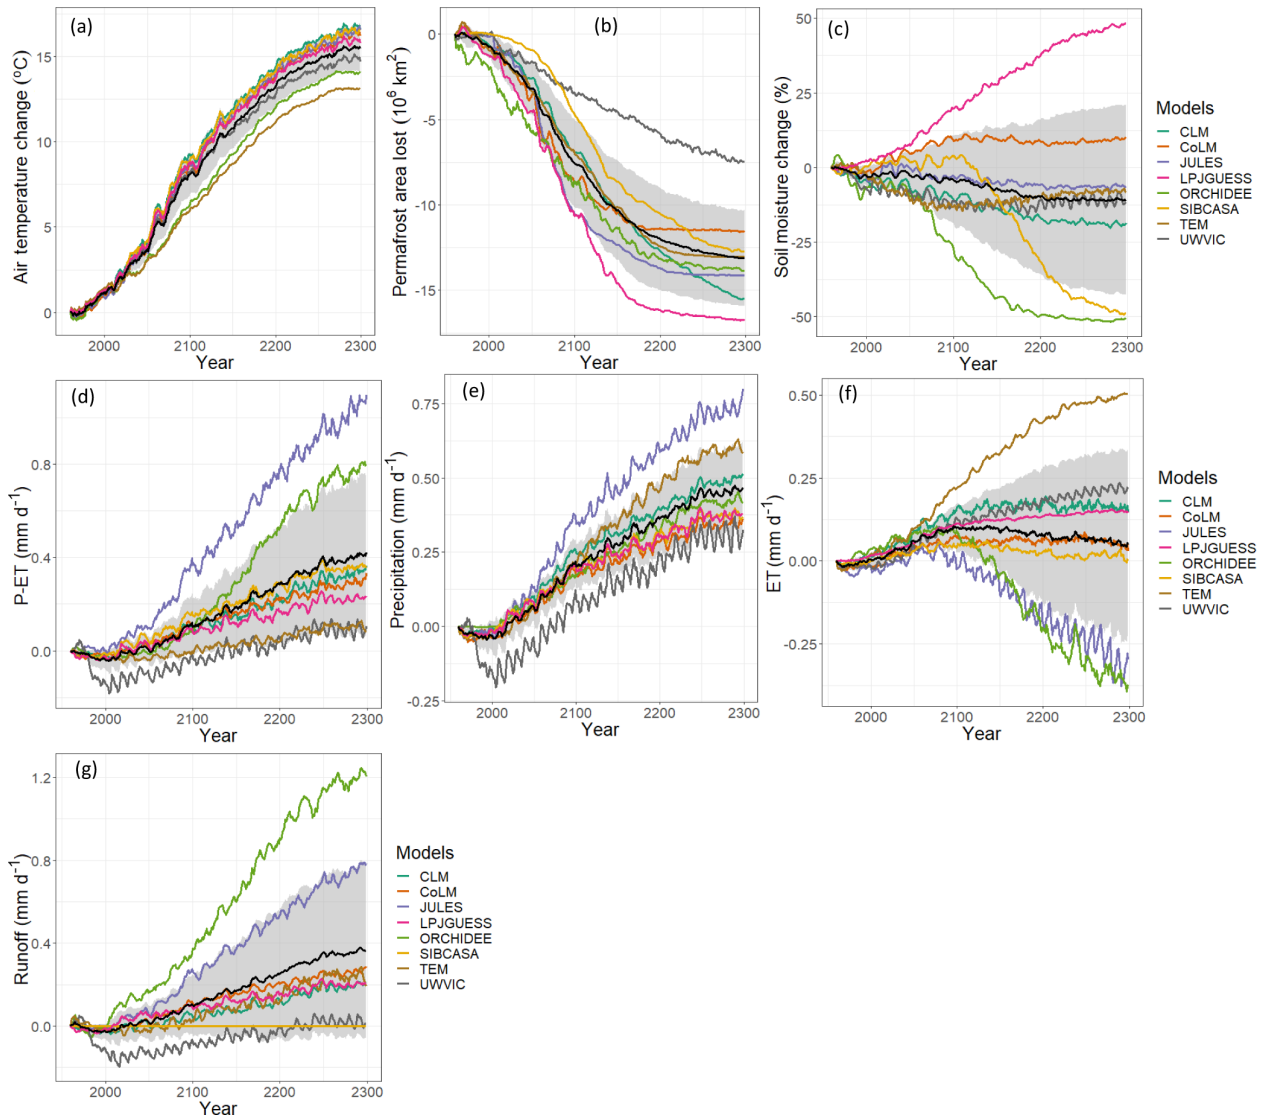 (a)
Air temperature change (°C)
15
10
5
0
2000 2100 2200 2300
Year
(b)
Permafrost area lost (10⁶ km²)
0
-5
-10
-15
2000 2100 2200 2300
Year
(c)
Soil moisture change (%)
50
25
0
-25
-50
2000 2100 2200 2300
Year
Models
CLM
CoLM
JULES
LPJGUESS
ORCHIDEE
SIBCASA
TEM
UWVIC
(d)
P-ET (mm d⁻¹)
0.8
0.4
0.0
2000 2100 2200 2300
Year
(e)
Precipitation (mm d⁻¹)
0.75
0.50
0.25
0.00
-0.25
2000 2100 2200 2300
Year
(f)
ET (mm d⁻¹)
0.50
0.25
0.00
-0.25
2000 2100 2200 2300
Year
Models
CLM
CoLM
JULES
LPJGUESS
ORCHIDEE
SIBCASA
TEM
UWVIC
(g)
Runoff (mm d⁻¹)
1.2
0.8
0.4
0.0
2000 2100 2200 2300
Year
Models
CLM
CoLM
JULES
LPJGUESS
ORCHIDEE
SIBCASA
TEM
UWVIC